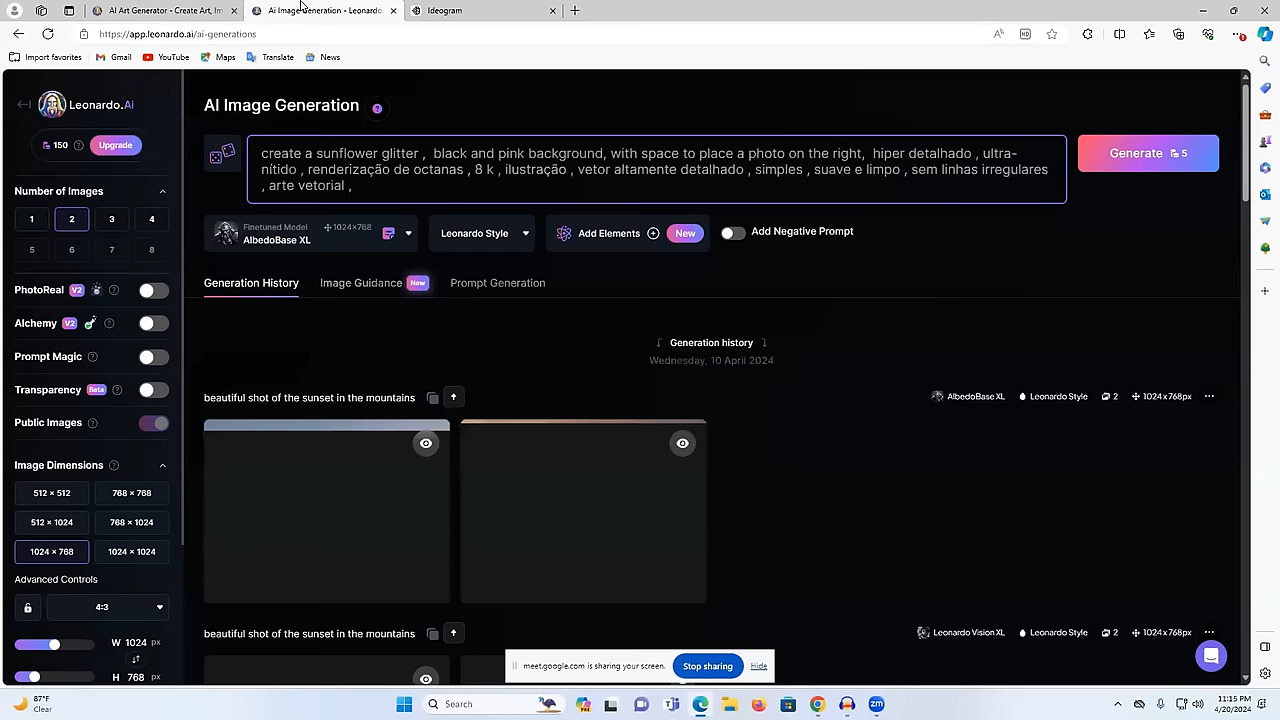 AI Art Generator - Create Art, Im
AI Image Generation - Leonardo.
Ideogram
https://app.leonardo.ai/ai-generations
HD
Import favorites
Gmail
YouTube
Maps
Translate
News
Leonardo.Ai
150
Upgrade
Number of Images
1 2 3 4
5 6 7 8
PhotoReal V2
Alchemy V2
Prompt Magic
Transparency Beta
Public Images
Image Dimensions
512 × 512 768 × 768
512 × 1024 768 × 1024
1024 × 768 1024 × 1024
Advanced Controls
4:3
W 1024 px
H 768 px
AI Image Generation ?
create a sunflower glitter , black and pink background, with space to place a photo on the right, hiper detalhado , ultra-
nítido , renderização de octanas , 8 k , ilustração , vetor altamente detalhado , simples , suave e limpo , sem linhas irregulares
, arte vetorial ,
Generate 5
Finetuned Model 1024×768
AlbedoBase XL
Leonardo Style
Add Elements New
Add Negative Prompt
Generation History
Image Guidance New
Prompt Generation
Generation history
Wednesday, 10 April 2024
beautiful shot of the sunset in the mountains
AlbedoBase XL Leonardo Style 2 1024x768px
beautiful shot of the sunset in the mountains
Leonardo Vision XL Leonardo Style 2 1024x768px
meet.google.com is sharing your screen.
Stop sharing
Hide
87°F
Clear
Search
zm
11:15 PM
4/20/2024